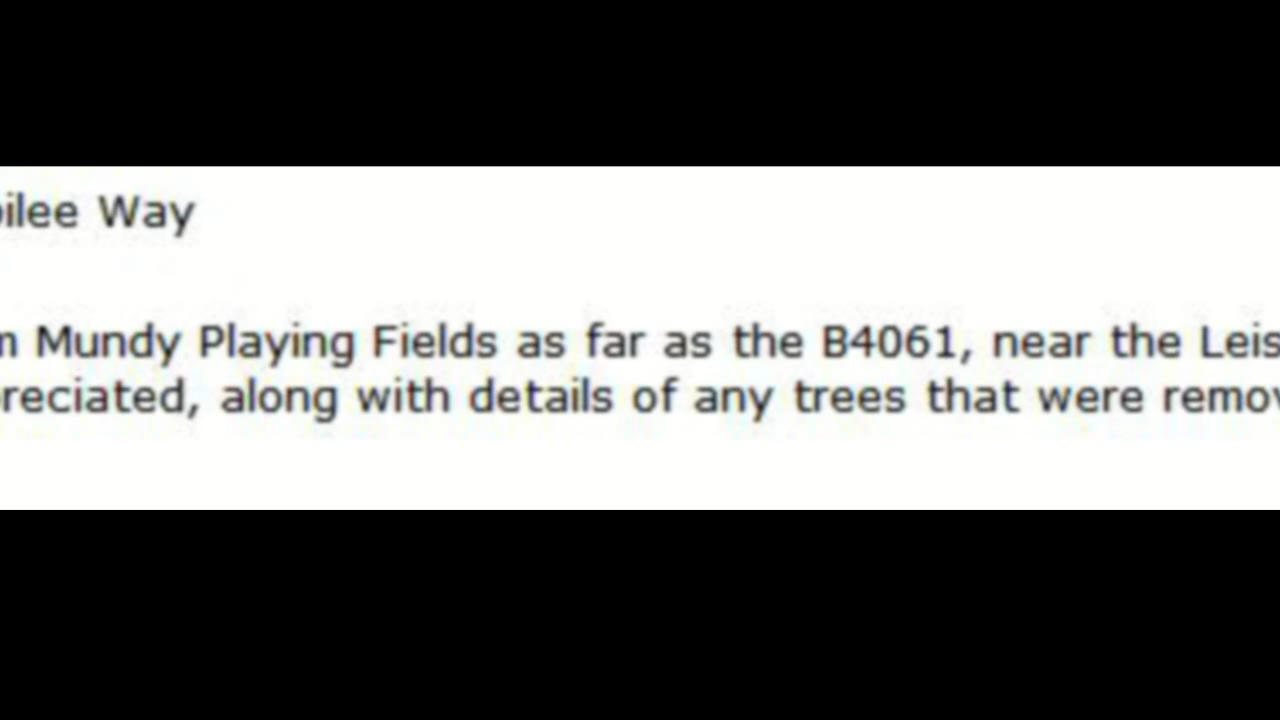 ilee Way
Mundy Playing Fields as far as the B4061, near the Leis
reciated, along with details of any trees that were remov